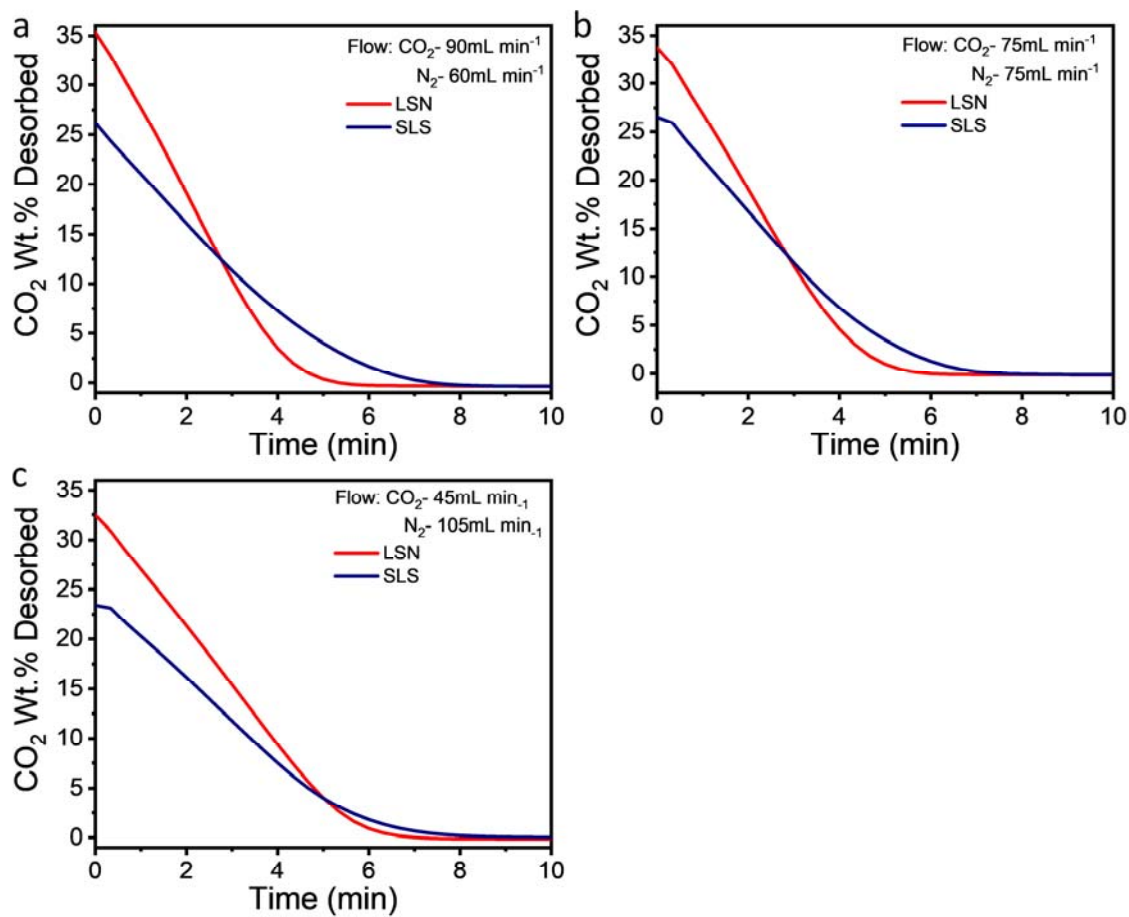 a
Flow: CO₂- 90mL min⁻¹
N₂- 60mL min⁻¹
LSN
SLS
CO₂ Wt.% Desorbed
35
30
25
20
15
10
5
0
0 2 4 6 8 10
Time (min)
b
Flow: CO₂- 75mL min⁻¹
N₂- 75mL min⁻¹
LSN
SLS
CO₂ Wt.% Desorbed
35
30
25
20
15
10
5
0
0 2 4 6 8 10
Time (min)
c
Flow: CO₂- 45mL min₋₁
N₂- 105mL min₋₁
LSN
SLS
CO₂ Wt.% Desorbed
35
30
25
20
15
10
5
0
0 2 4 6 8 10
Time (min)